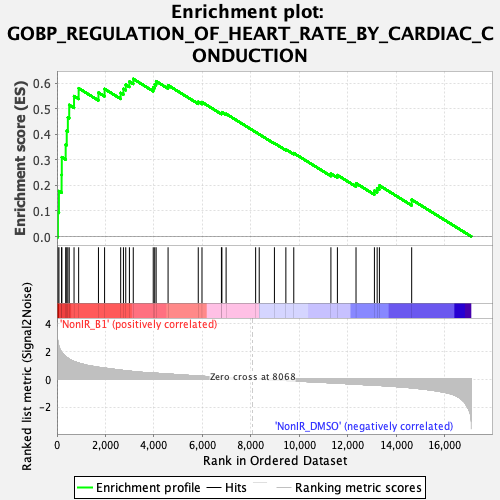 Enrichment plot:
GOBP_REGULATION_OF_HEART_RATE_BY_CARDIAC_C
ONDUCTION
Enrichment score (ES)
0.6
0.5
0.4
0.3
0.2
0.1
0.0
'NonIR_B1' (positively correlated)
Ranked list metric (Signal2Noise)
4
2
0
-2
Zero cross at 8068
'NonIR_DMSO' (negatively correlated)
0 2,000 4,000 6,000 8,000 10,000 12,000 14,000 16,000
Rank in Ordered Dataset
Enrichment profile Hits Ranking metric scores